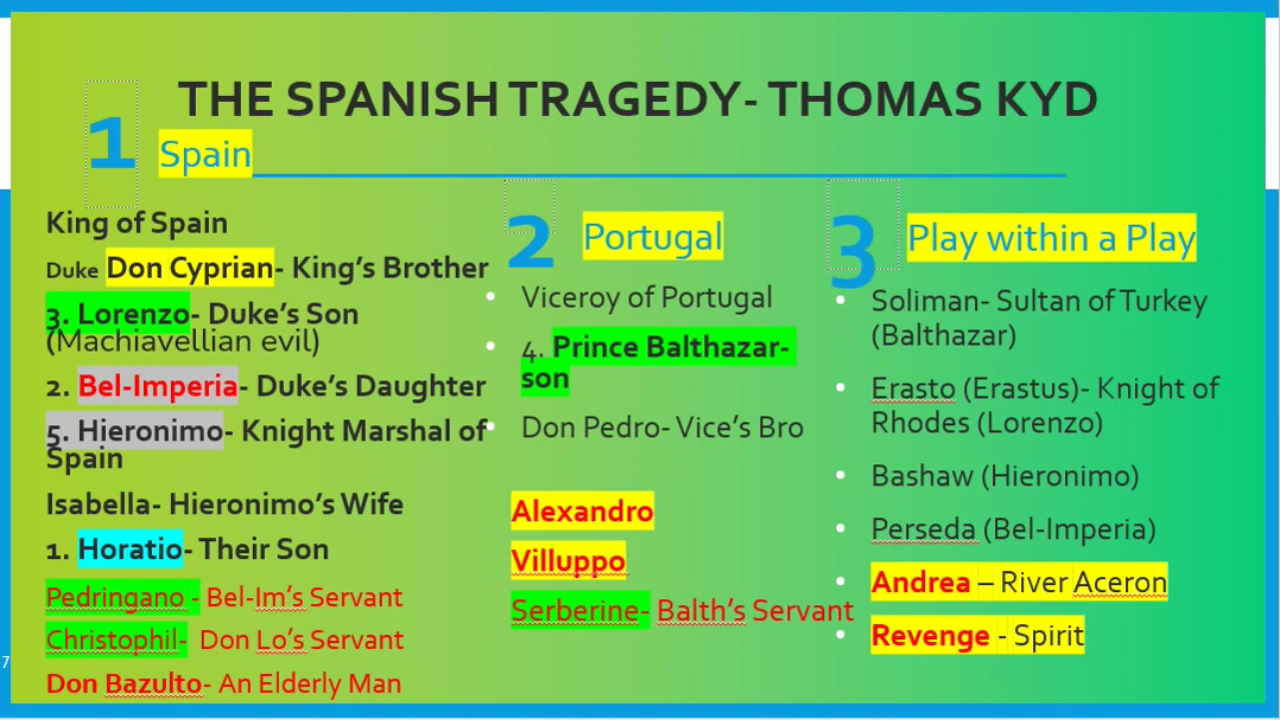 THE SPANISH TRAGEDY- THOMAS KYD
1
Spain
King of Spain
Duke Don Cyprian- King's Brother
3. Lorenzo- Duke's Son
(Machiavellian evil)
2. Bel-Imperia- Duke's Daughter
5. Hieronimo- Knight Marshal of
Spain
Isabella- Hieronimo's Wife
1. Horatio- Their Son
Pedringano - Bel-Im's Servant
Christophil- Don Lo's Servant
Don Bazulto- An Elderly Man
2
Portugal
• Viceroy of Portugal
• 4. Prince Balthazar-
son
• Don Pedro- Vice's Bro
Alexandro
Villuppo
Serberine- Balth's Servant
3
Play within a Play
• Soliman- Sultan of Turkey
(Balthazar)
• Erasto (Erastus)- Knight of
Rhodes (Lorenzo)
• Bashaw (Hieronimo)
• Perseda (Bel-Imperia)
• Andrea – River Aceron
• Revenge - Spirit
7